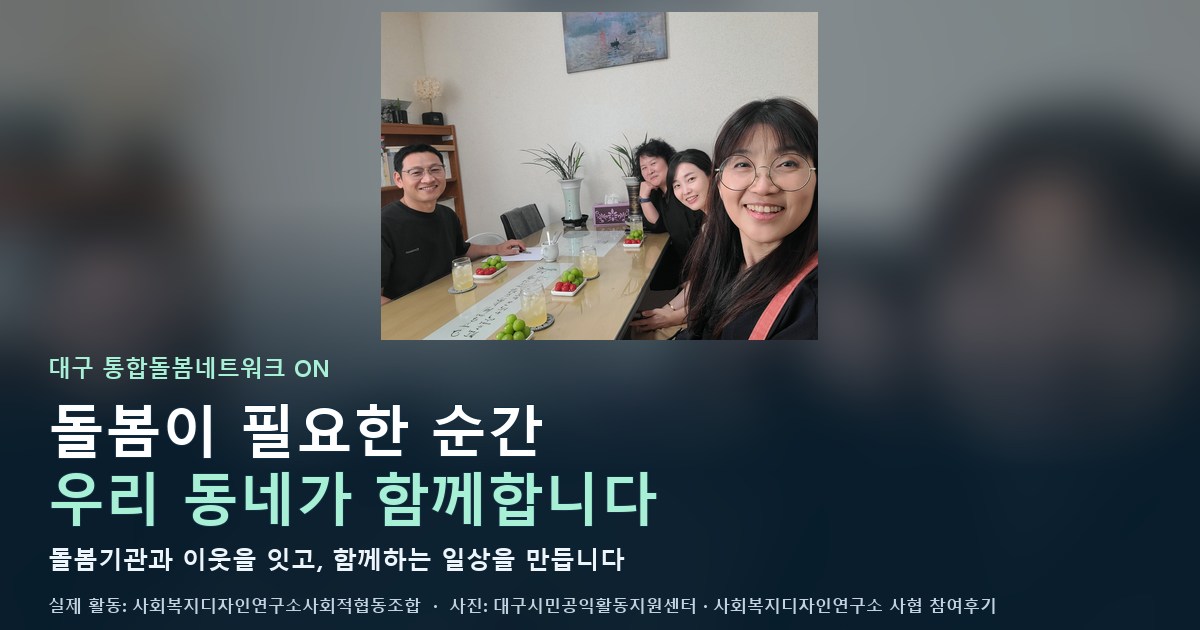 대구 통합돌봄네트워크 ON
돌봄이 필요한 순간
우리 동네가 함께합니다
돌봄기관과 이웃을 잇고, 함께하는 일상을 만듭니다
실제 활동: 사회복지디자인연구소사회적협동조합 · 사진: 대구시민공익활동지원센터 · 사회복지디자인연구소 사협 참여후기